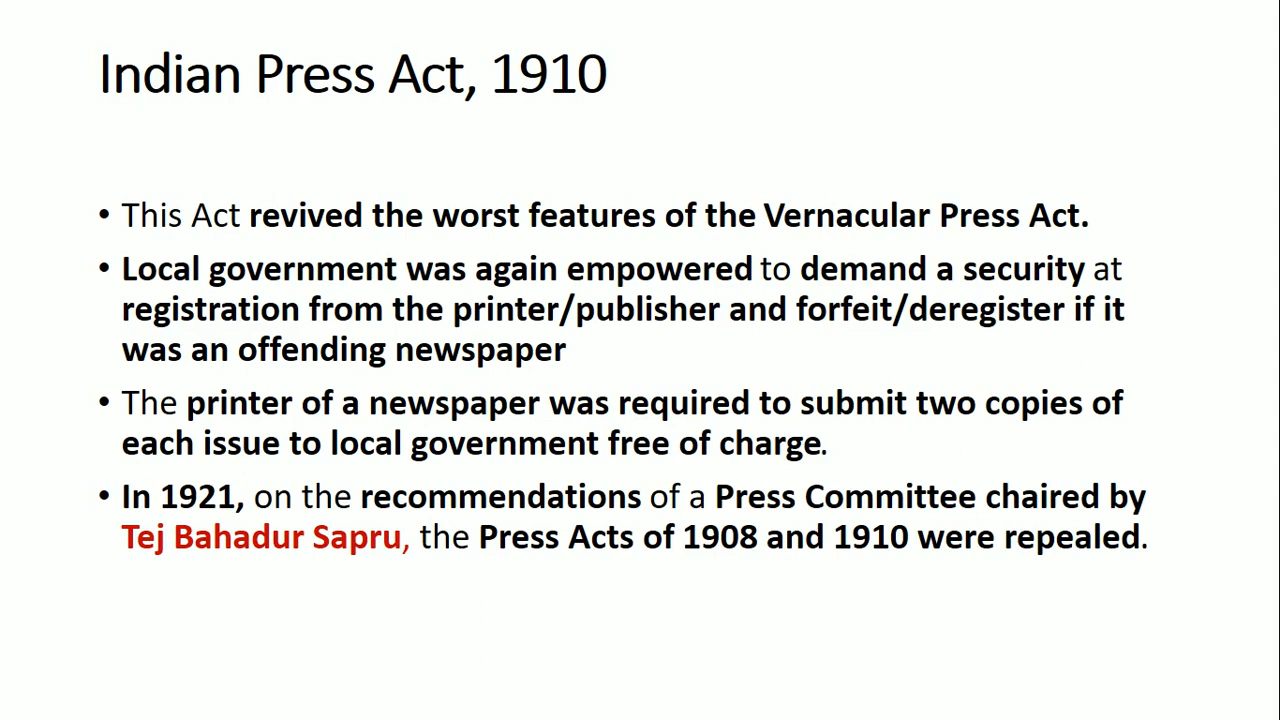 Indian Press Act, 1910
• This Act revived the worst features of the Vernacular Press Act.
• Local government was again empowered to demand a security at
registration from the printer/publisher and forfeit/deregister if it
was an offending newspaper
• The printer of a newspaper was required to submit two copies of
each issue to local government free of charge.
• In 1921, on the recommendations of a Press Committee chaired by
Tej Bahadur Sapru, the Press Acts of 1908 and 1910 were repealed.